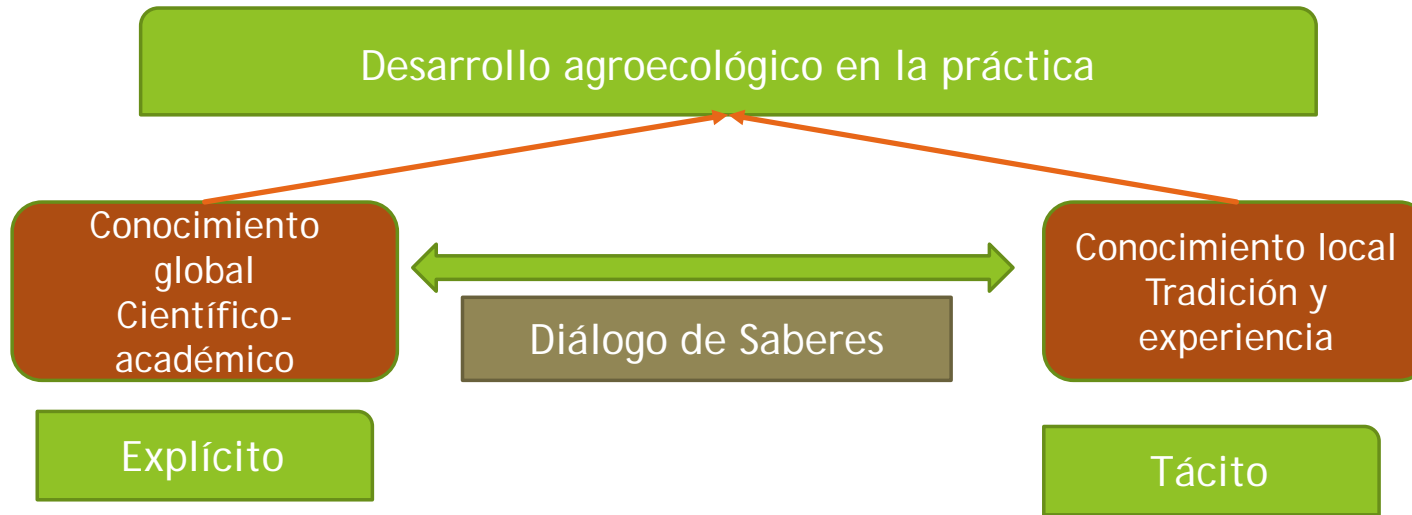 Desarrollo agroecológico en la práctica
Conocimiento
global
Científico-
académico
Diálogo de Saberes
Conocimiento local
Tradición y
experiencia
Explícito
Tácito